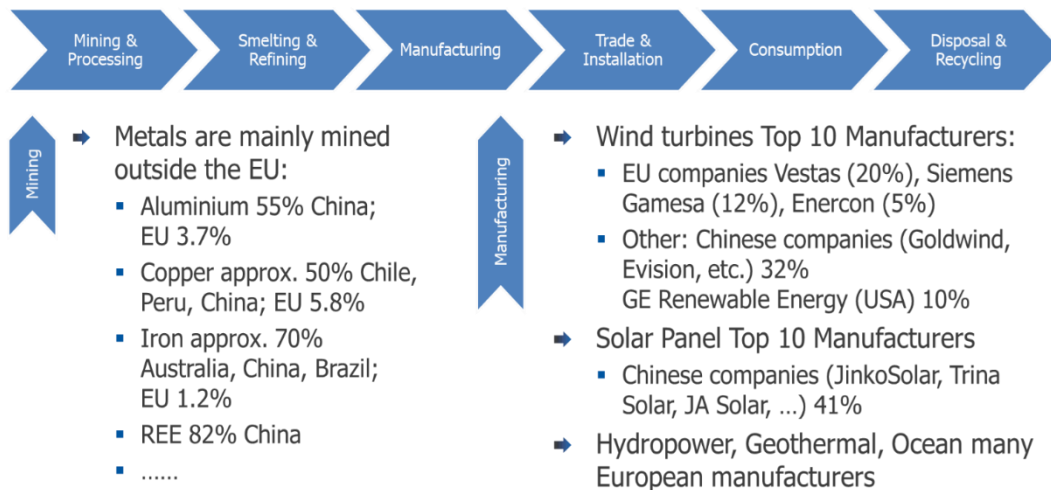 Mining &
Processing
Smelting &
Refining
Manufacturing
Trade &
Installation
Consumption
Disposal &
Recycling
Mining
Metals are mainly mined
outside the EU:
Aluminium 55% China;
EU 3.7%
Copper approx. 50% Chile,
Peru, China; EU 5.8%
Iron approx. 70%
Australia, China, Brazil;
EU 1.2%
REE 82% China
......
Manufacturing
Wind turbines Top 10 Manufacturers:
EU companies Vestas (20%), Siemens
Gamesa (12%), Enercon (5%)
Other: Chinese companies (Goldwind,
Evision, etc.) 32%
GE Renewable Energy (USA) 10%
Solar Panel Top 10 Manufacturers
Chinese companies (JinkoSolar, Trina
Solar, JA Solar, ...) 41%
Hydropower, Geothermal, Ocean many
European manufacturers